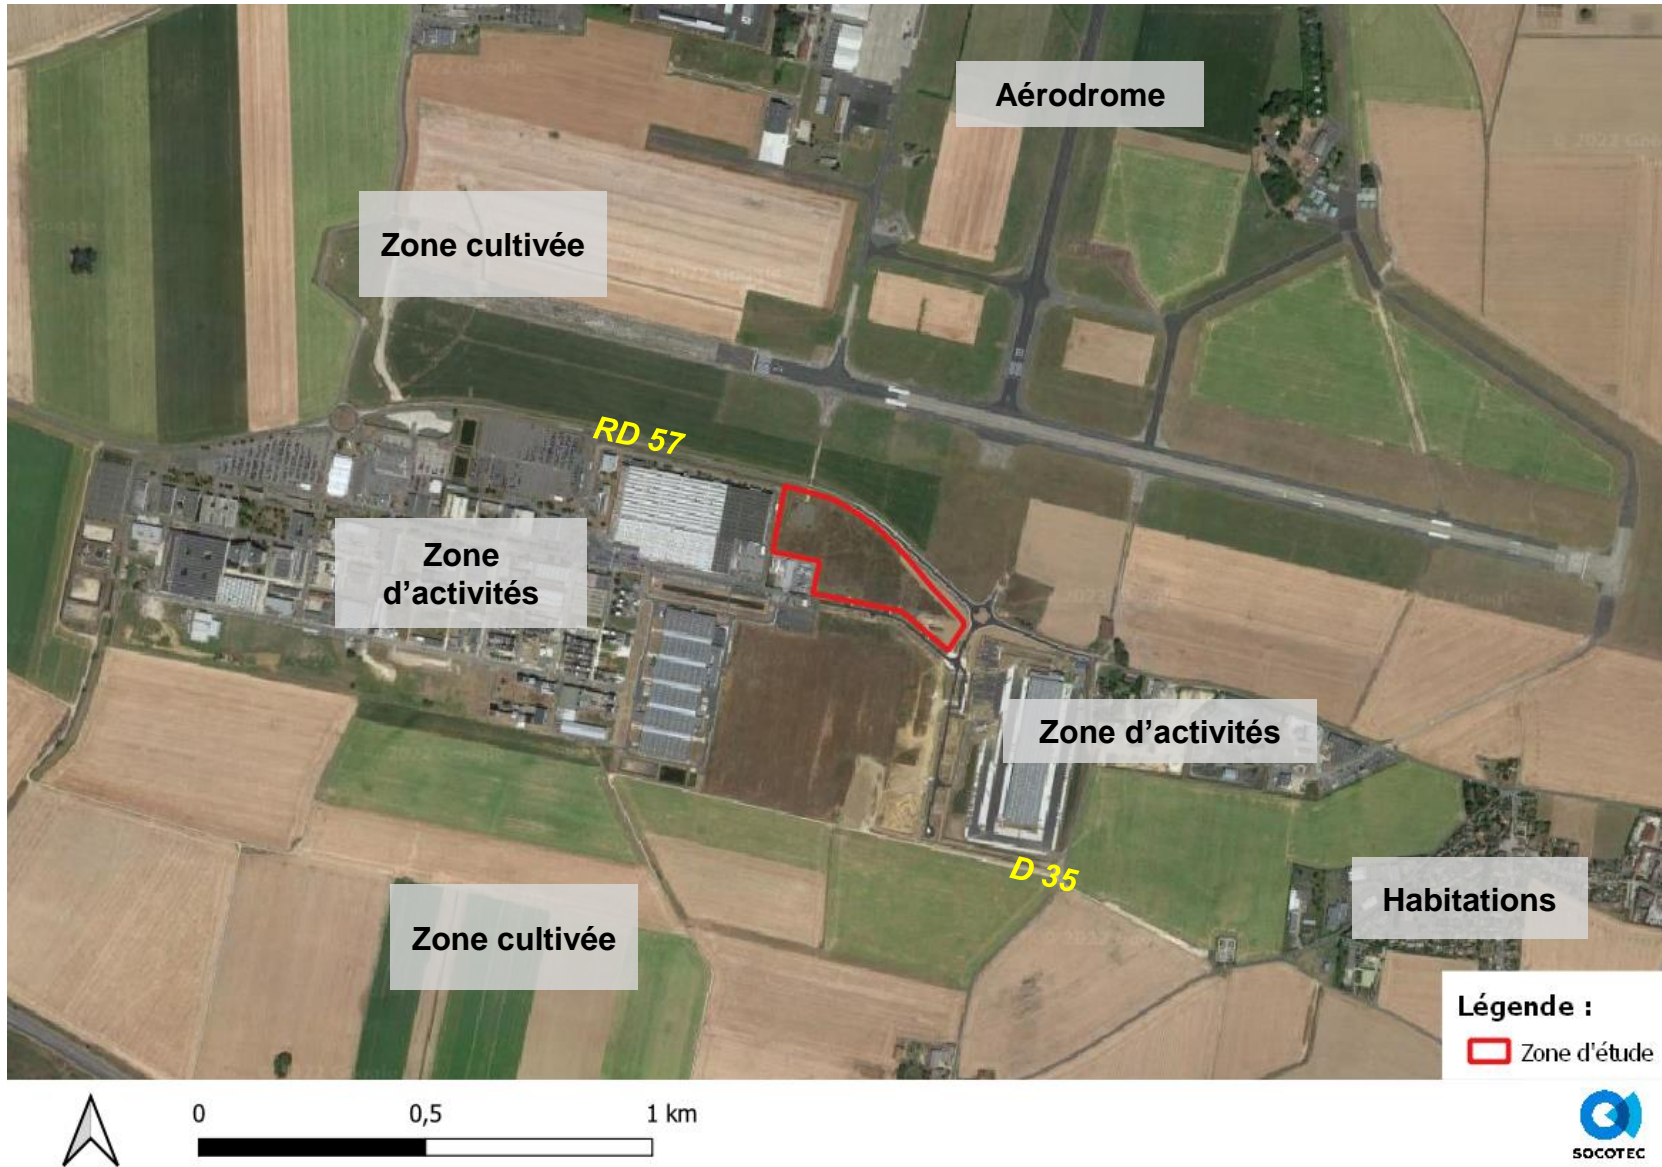 Aérodrome
Zone cultivée
RD 57
Zone
d'activités
Zone d'activités
D 35
Habitations
Zone cultivée
Légende :
Zone d'étude
0 0,5 1 km
SOCOTEC